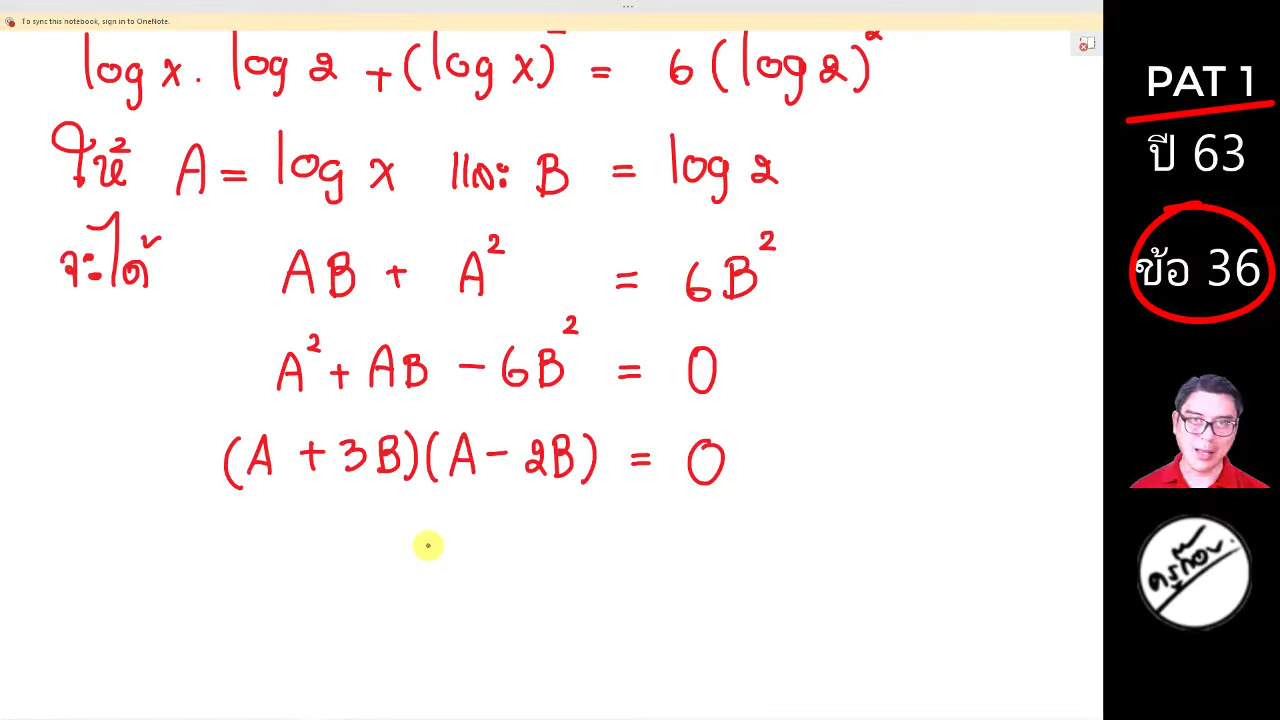 To sync this notebook, sign in to OneNote.
log x . log 2 + (log x)² = 6 (log 2)²
ให้ A = log x และ B = log 2
จะได้ AB + A² = 6B²
A² + AB - 6B² = 0
(A + 3B)(A - 2B) = 0
PAT 1
ปี 63
ข้อ 36
ครูก๊อบ